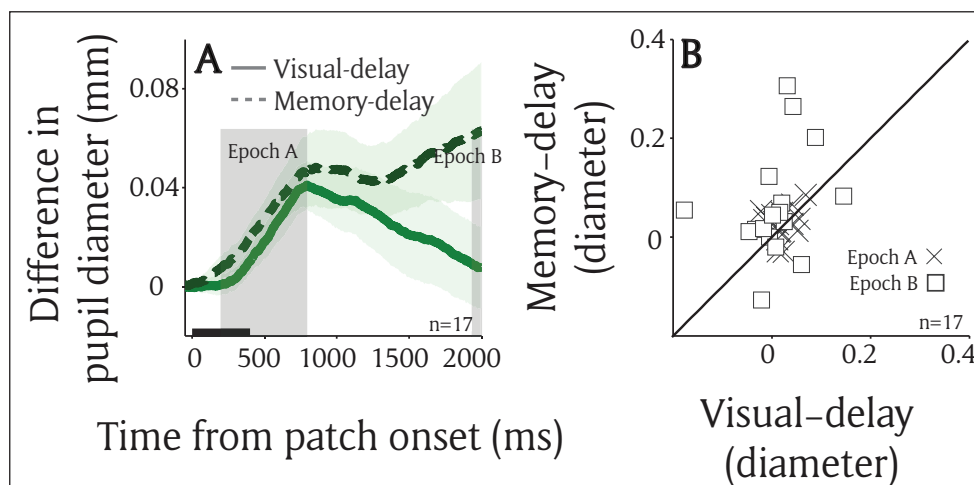 A
Visual-delay
Memory-delay
Epoch A
Epoch B
n=17
0.08
0.04
0
0
500
1000
1500
2000
Difference in
pupil diameter (mm)
Time from patch onset (ms)
B
0.4
0.2
0
0
0.2
0.4
Epoch A
Epoch B
n=17
Memory–delay
(diameter)
Visual–delay
(diameter)